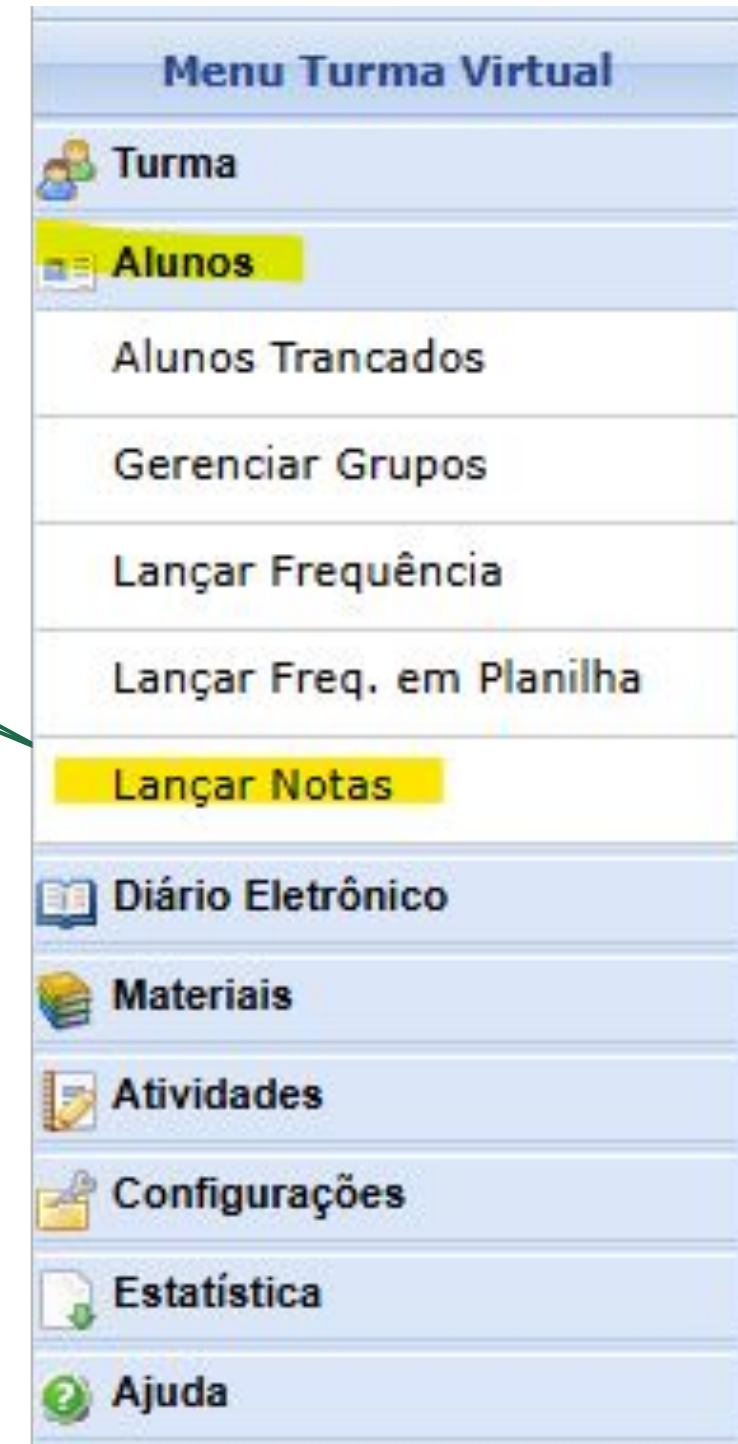 Menu Turma Virtual
Turma
Alunos
Alunos Trancados
Gerenciar Grupos
Lançar Frequência
Lançar Freq. em Planilha
Lançar Notas
Diário Eletrônico
Materiais
Atividades
Configurações
Estatística
Ajuda